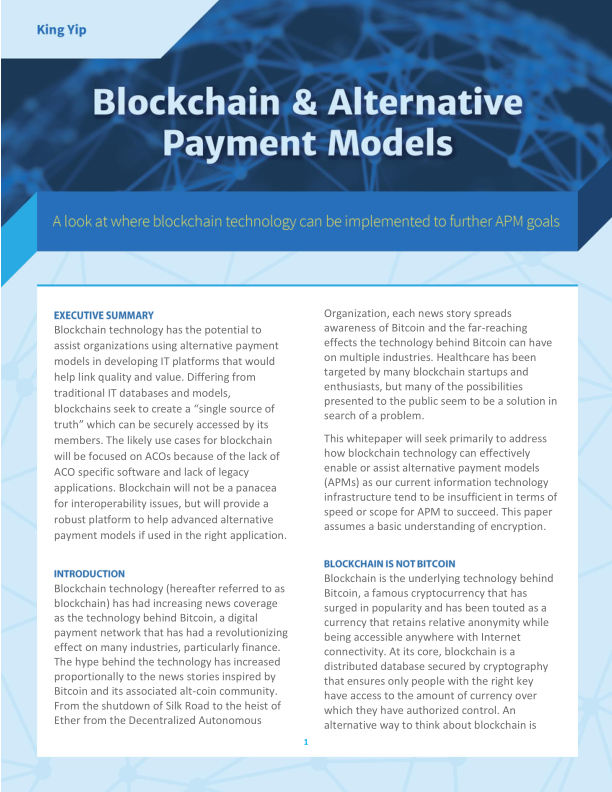 King Yip
Blockchain & Alternative
Payment Models
A look at where blockchain technology can be implemented to further APM goals
EXECUTIVE SUMMARY
Blockchain technology has the potential to
assist organizations using alternative payment
models in developing IT platforms that would
help link quality and value. Differing from
traditional IT databases and models,
blockchains seek to create a “single source of
truth” which can be securely accessed by its
members. The likely use cases for blockchain
will be focused on ACOs because of the lack of
ACO specific software and lack of legacy
applications. Blockchain will not be a panacea
for interoperability issues, but will provide a
robust platform to help advanced alternative
payment models if used in the right application.
INTRODUCTION
Blockchain technology (hereafter referred to as
blockchain) has had increasing news coverage
as the technology behind Bitcoin, a digital
payment network that has had a revolutionizing
effect on many industries, particularly finance.
The hype behind the technology has increased
proportionally to the news stories inspired by
Bitcoin and its associated alt-coin community.
From the shutdown of Silk Road to the heist of
Ether from the Decentralized Autonomous
Organization, each news story spreads
awareness of Bitcoin and the far-reaching
effects the technology behind Bitcoin can have
on multiple industries. Healthcare has been
targeted by many blockchain startups and
enthusiasts, but many of the possibilities
presented to the public seem to be a solution in
search of a problem.
This whitepaper will seek primarily to address
how blockchain technology can effectively
enable or assist alternative payment models
(APMs) as our current information technology
infrastructure tend to be insufficient in terms of
speed or scope for APM to succeed. This paper
assumes a basic understanding of encryption.
BLOCKCHAIN IS NOT BITCOIN
Blockchain is the underlying technology behind
Bitcoin, a famous cryptocurrency that has
surged in popularity and has been touted as a
currency that retains relative anonymity while
being accessible anywhere with Internet
connectivity. At its core, blockchain is a
distributed database secured by cryptography
that ensures only people with the right key
have access to the amount of currency over
which they have authorized control. An
alternative way to think about blockchain is
1